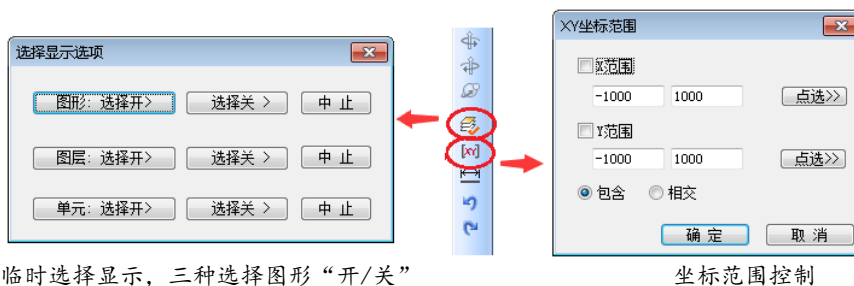 选择显示选项
图形: 选择开> 选择关 > 中 止
图层: 选择开> 选择关 > 中 止
单元: 选择开> 选择关 > 中 止
[XY]
XY坐标范围
X范围
-1000 1000 点选>>
Y范围
-1000 1000 点选>>
包含 相交
确 定 取 消
临时选择显示，三种选择图形“开/关”
坐标范围控制